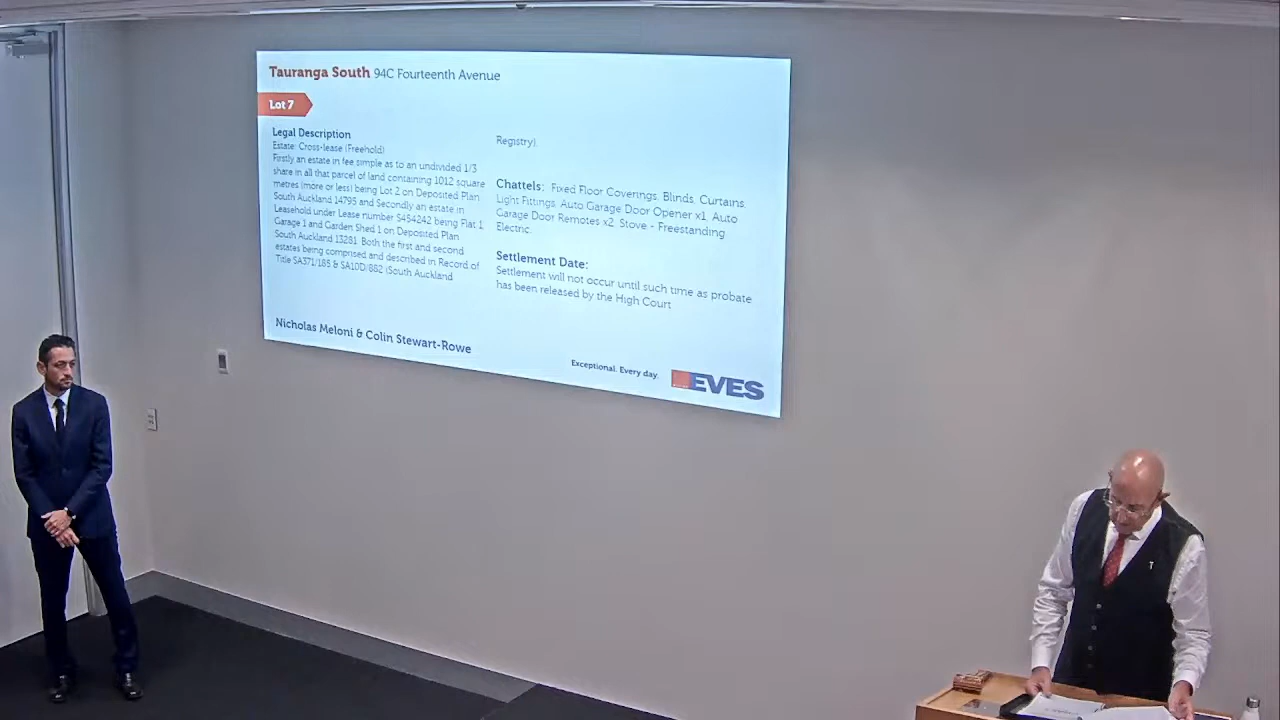 Tauranga South 94C Fourteenth Avenue
Lot 7
Legal Description
Estate: Cross-lease (Freehold)
Firstly an estate in fee simple as to an undivided 1/3
share in all that parcel of land containing 1012 square
metres (more or less) being Lot 2 on Deposited Plan
South Auckland 14795 and Secondly an estate in
Leasehold under Lease number S454242 being Flat 1
Garage 1 and Garden Shed 1 on Deposited Plan
South Auckland 13281. Both the first and second
estates being comprised and described in Record of
Title SA371/185 & SA10D/882 (South Auckland
Registry).
Chattels: Fixed Floor Coverings, Blinds, Curtains,
Light Fittings, Auto Garage Door Opener x1, Auto
Garage Door Remotes x2, Stove - Freestanding
Electric.
Settlement Date:
Settlement will not occur until such time as probate
has been released by the High Court
Nicholas Meloni & Colin Stewart-Rowe
Exceptional. Every day.
EVES